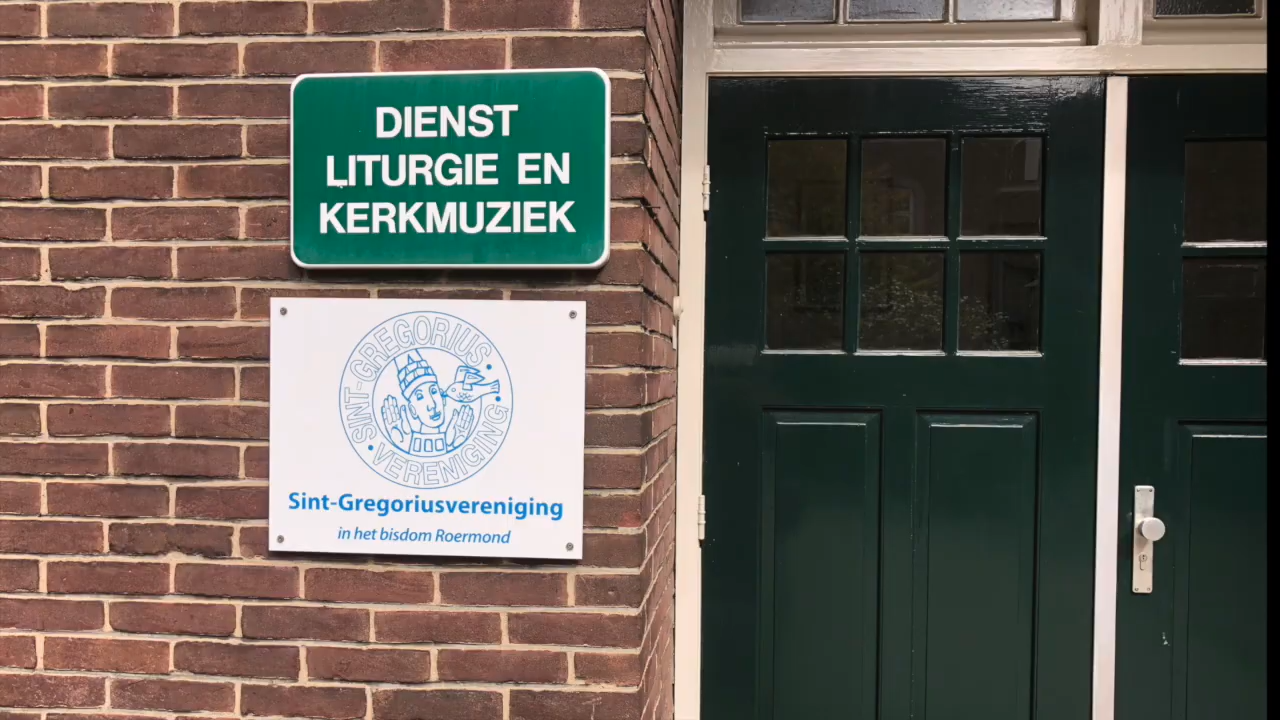 DIENST
LITURGIE EN
KERKMUZIEK
SINT-GREGORIUS
VERENIGING
Sint-Gregoriusvereniging
in het bisdom Roermond